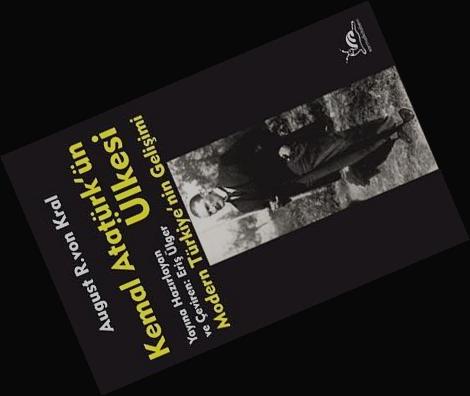 August R.von Kral
Kemal Atatürk'ün
Ülkesi
Yayına Hazırlayan
ve Çeviren: Eriş Ülger
Modern Türkiye'nin Gelişimi